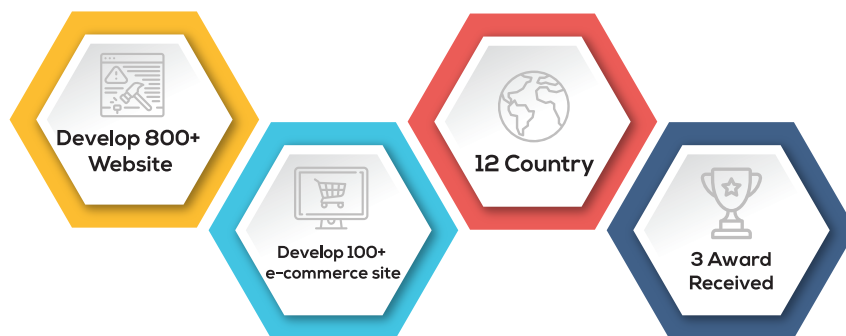 Develop 800+
Website
Develop 100+
e-commerce site
12 Country
3 Award
Received